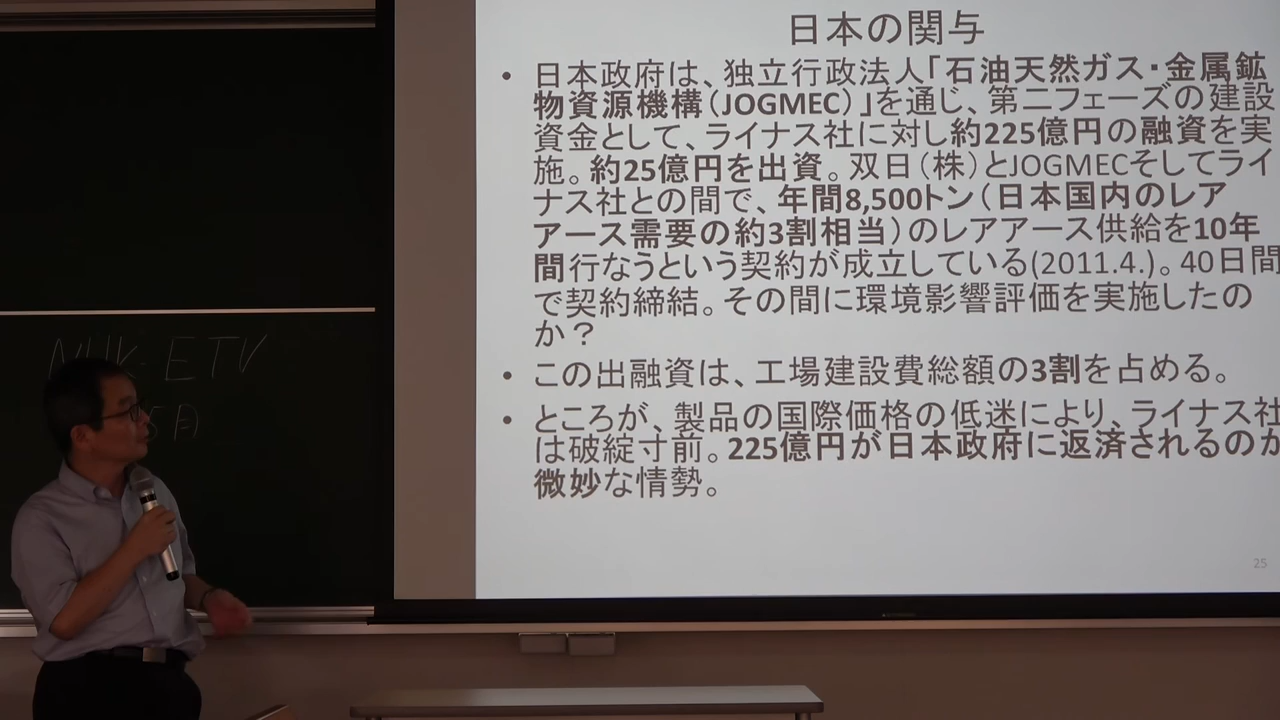 日本の関与
• 日本政府は、独立行政法人「石油天然ガス・金属鉱
物資源機構（JOGMEC）」を通じ、第二フェーズの建設
資金として、ライナス社に対し約225億円の融資を実
施。約25億円を出資。双日（株）とJOGMECそしてライ
ナス社との間で、年間8,500トン（日本国内のレア
アース需要の約3割相当）のレアアース供給を10年
間行なうという契約が成立している(2011.4.)。40日間
で契約締結。その間に環境影響評価を実施したの
か？
• この出融資は、工場建設費総額の3割を占める。
• ところが、製品の国際価格の低迷により、ライナス社
は破綻寸前。225億円が日本政府に返済されるのか
微妙な情勢。
25
NHK-ETV